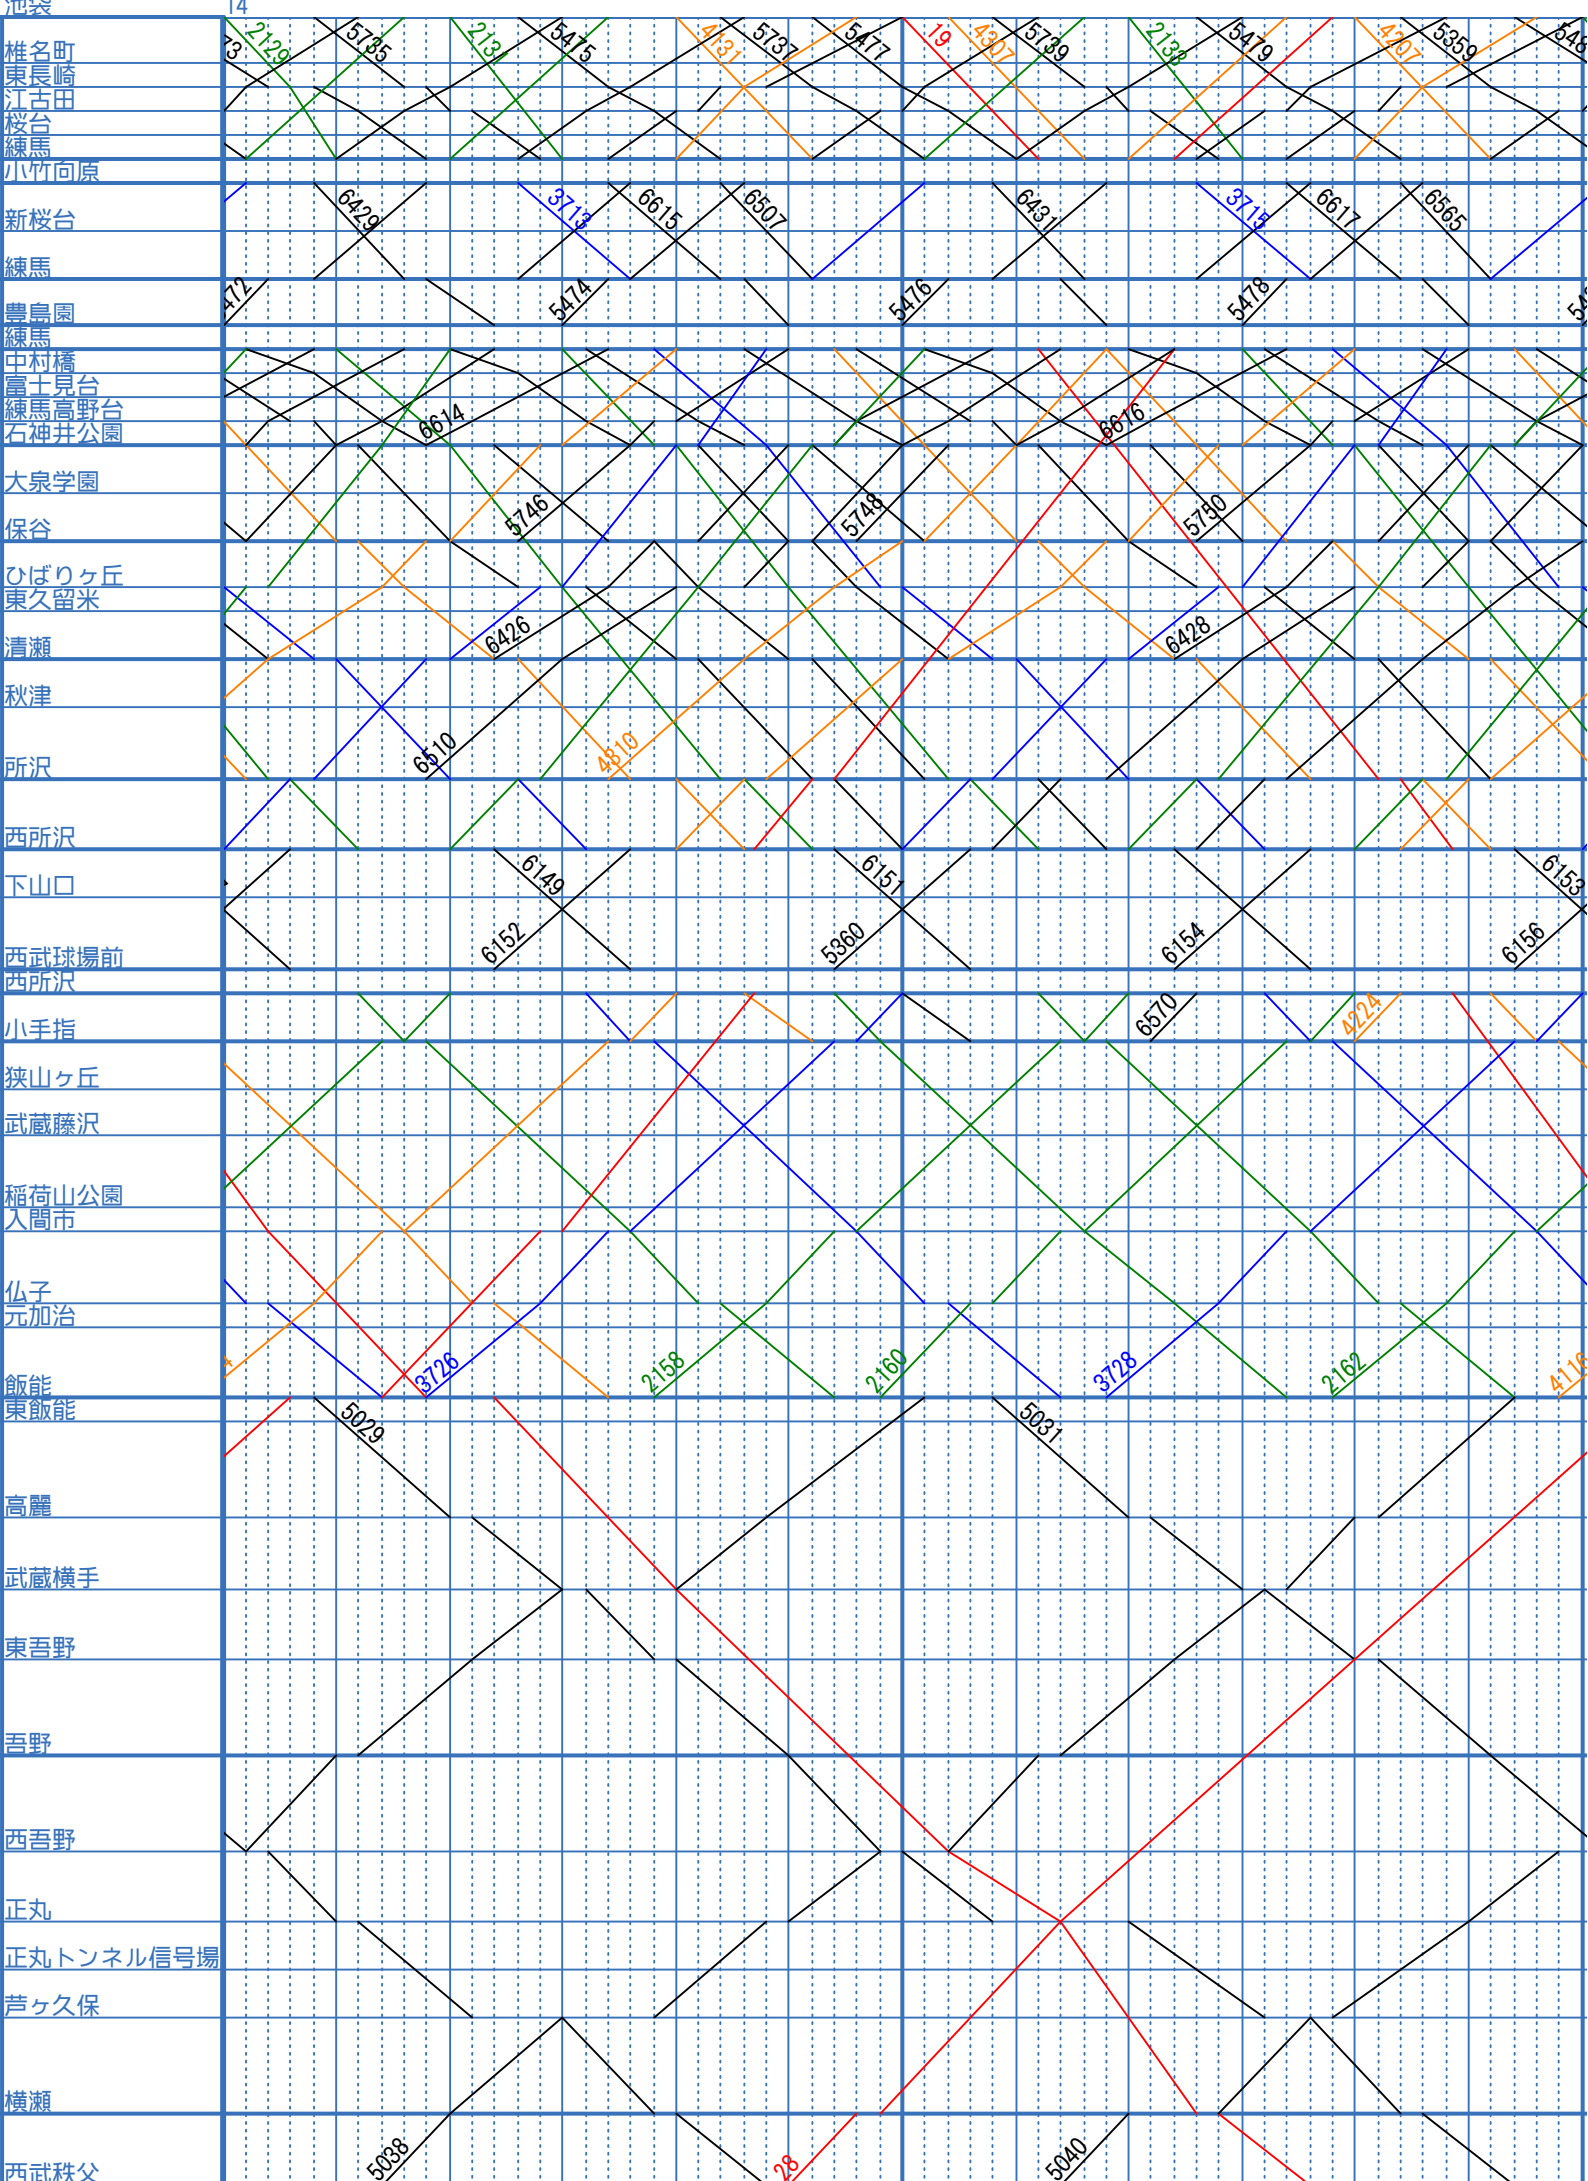 池袋 14
椎名町 73 2129 5735 2131 5475 4131 5737 5477 19 4307 5739 2133 5479 4207 5359
東長崎
江古田
桜台
練馬
小竹向原
新桜台 6429 3713 6615 6507 6431 3715 6617 6565
練馬
豊島園 472 5474 5476 5478
練馬
中村橋
富士見台
練馬高野台
石神井公園 6614 6616
大泉学園
保谷 5746 5748 5750
ひばりヶ丘
東久留米
清瀬 6426 6428
秋津
所沢 6510 4810
西所沢
下山口 6149 6151 6153
西武球場前 6152 5360 6154 6156
西所沢
小手指 6570 4224
狭山ヶ丘
武蔵藤沢
稲荷山公園
入間市
仏子
元加治
飯能 4 3726 2158 2160 3728 2162 4116
東飯能 5029 5031
高麗
武蔵横手
東吾野
吾野
西吾野
正丸
正丸トンネル信号場
芦ヶ久保
横瀬
西武秩父 5038 28 5040